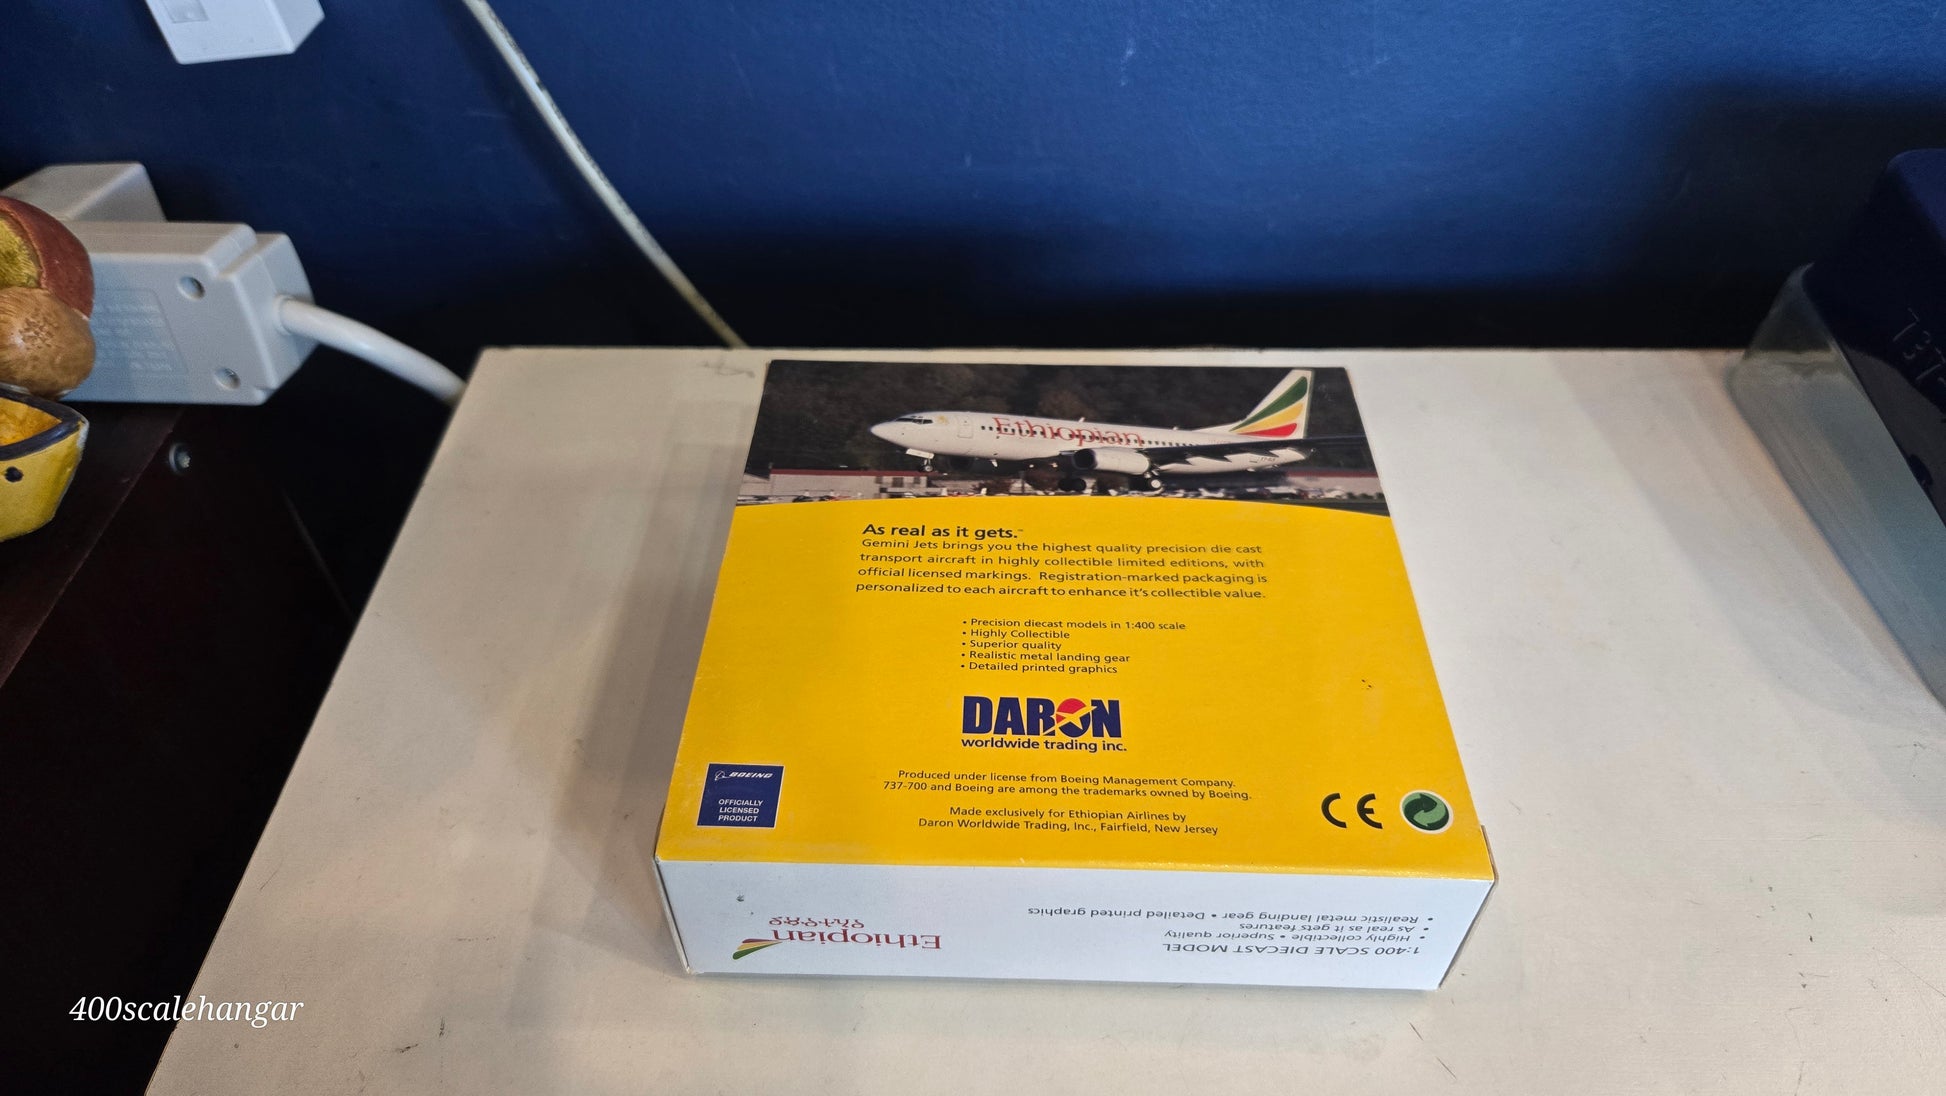 Ethiopian
As real as it gets.™
Gemini Jets brings you the highest quality precision die cast
transport aircraft in highly collectible limited editions, with
official licensed markings. Registration-marked packaging is
personalized to each aircraft to enhance it's collectible value.
• Precision diecast models in 1:400 scale
• Highly Collectible
• Superior quality
• Realistic metal landing gear
• Detailed printed graphics
DARON
worldwide trading inc.
BOEING
OFFICIALLY
LICENSED
PRODUCT
Produced under license from Boeing Management Company.
737-700 and Boeing are among the trademarks owned by Boeing.
Made exclusively for Ethiopian Airlines by
Daron Worldwide Trading, Inc., Fairfield, New Jersey
CE
1:400 SCALE DIECAST MODEL
• Highly collectible • Superior quality
• As real as it gets features
• Realistic metal landing gear • Detailed printed graphics
Ethiopian
የኢትዮጵያ
400scalehangar